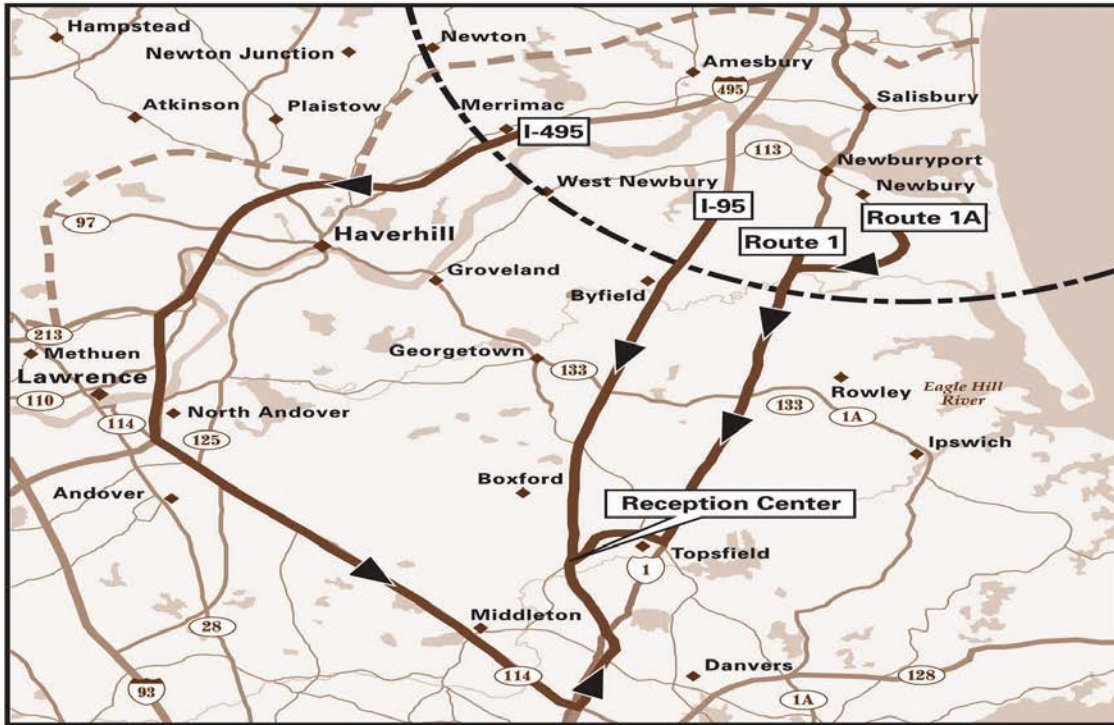 Hampstead
Newton Junction
Newton
Amesbury
495
Atkinson
Plaistow
Merrimac
Salisbury
I-495
113
Newburyport
West Newbury
Newbury
97
I-95
Route 1A
Haverhill
Route 1
Groveland
Byfield
213
Methuen
Georgetown
133
Lawrence
110
133
Rowley
Eagle Hill
River
North Andover
1A
114
125
Ipswich
Boxford
Andover
Reception Center
Topsfield
1
Middleton
28
Danvers
114
128
93
1A